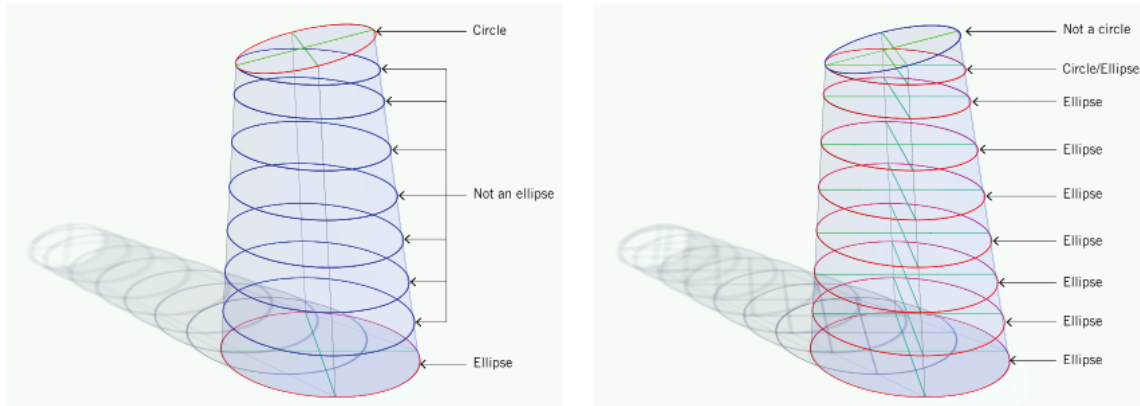 Circle
Not an ellipse
Ellipse
Not a circle
Circle/Ellipse
Ellipse
Ellipse
Ellipse
Ellipse
Ellipse
Ellipse
Ellipse